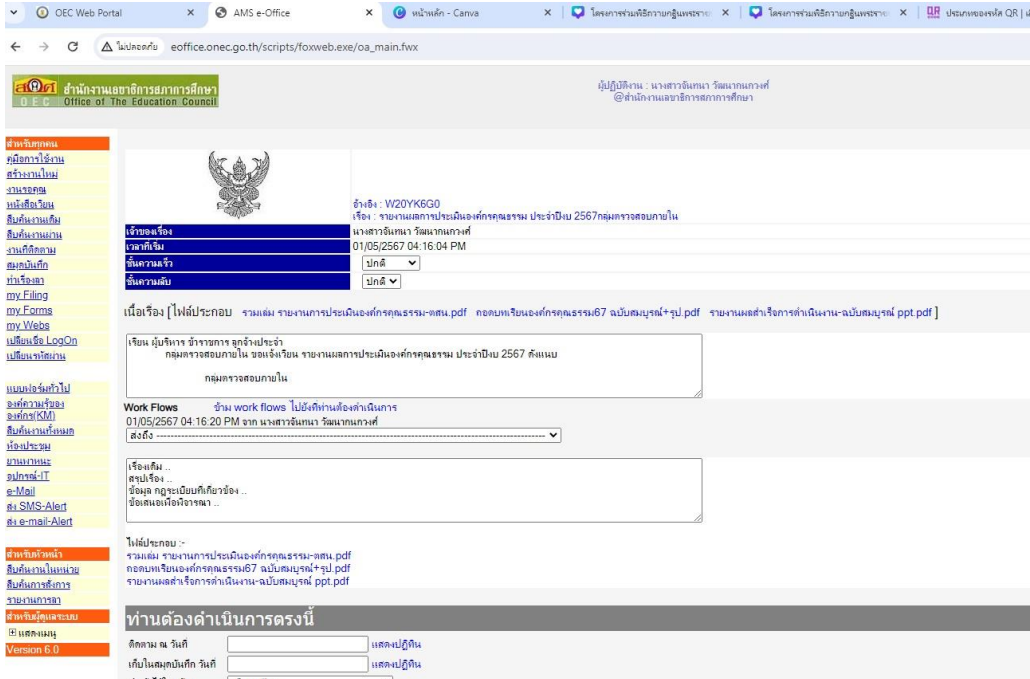 OEC Web Portal
AMS e-Office
หน้าหลัก - Canva
โครงการร่วมพิธีถวายกฐินพระราช
โครงการร่วมพิธีถวายกฐินพระราช
ประเภทของรหัส QR |
ไม่ปลอดภัย eoffice.onec.go.th/scripts/foxweb.exe/oa_main.fwx
สกศ สำนักงานเลขาธิการสภาการศึกษา
OEC Office of The Education Council
ผู้ปฏิบัติงาน : นางสาวจันทนา วัฒนากนกวงศ์
@สำนักงานเลขาธิการสภาการศึกษา
สำหรับทุกคน
คู่มือการใช้งาน
สร้างงานใหม่
งานรอคุณ
หนังสือเวียน
สืบค้นงานเดิม
สืบค้นงานผ่าน
งานที่ติดตาม
สมุดบันทึก
ทำเรื่องลา
my Filing
my Forms
my Webs
เปลี่ยนชื่อ LogOn
เปลี่ยนรหัสผ่าน
แบบฟอร์มทั่วไป
องค์ความรู้ของ
องค์กร(KM)
สืบค้นงานทั้งหมด
ห้องประชุม
ยานพาหนะ
อุปกรณ์-IT
e-Mail
ส่ง SMS-Alert
ส่ง e-mail-Alert
สำหรับหัวหน้า
สืบค้นงานในหน่วย
สืบค้นการสั่งการ
รายงานการลา
สำหรับผู้ดูแลระบบ
แสดงเมนู
Version 6.0
อ้างอิง : W20YK6G0
เรื่อง : รายงานผลการประเมินองค์กรคุณธรรม ประจำปีงบ 2567กลุ่มตรวจสอบภายใน
เจ้าของเรื่อง นางสาวจันทนา วัฒนากนกวงศ์
เวลาที่เริ่ม 01/05/2567 04:16:04 PM
ชั้นความเร็ว ปกติ
ชั้นความลับ ปกติ
เนื้อเรื่อง [ไฟล์ประกอบ รวมเล่ม รายงานการประเมินองค์กรคุณธรรม-ตสน.pdf ถอดบทเรียนองค์กรคุณธรรม67 ฉบับสมบูรณ์+รูป.pdf รายงานผลสำเร็จการดำเนินงาน-ฉบับสมบูรณ์ ppt.pdf ]
เรียน ผู้บริหาร ข้าราชการ ลูกจ้างประจำ
กลุ่มตรวจสอบภายใน ขอแจ้งเวียน รายงานผลการประเมินองค์กรคุณธรรม ประจำปีงบ 2567 ดังแนบ
กลุ่มตรวจสอบภายใน
Work Flows ข้าม work flows ไปยังที่ท่านต้องดำเนินการ
01/05/2567 04:16:20 PM จาก นางสาวจันทนา วัฒนากนกวงศ์
ส่งถึง
เรื่องเดิม ..
สรุปเรื่อง ..
ข้อมูล กฎระเบียบที่เกี่ยวข้อง ..
ข้อเสนอเพื่อพิจารณา ..
ไฟล์ประกอบ :-
รวมเล่ม รายงานการประเมินองค์กรคุณธรรม-ตสน.pdf
ถอดบทเรียนองค์กรคุณธรรม67 ฉบับสมบูรณ์+รูป.pdf
รายงานผลสำเร็จการดำเนินงาน-ฉบับสมบูรณ์ ppt.pdf
ท่านต้องดำเนินการตรงนี้
ติดตาม ณ วันที่ แสดงปฏิทิน
เก็บในสมุดบันทึก วันที่ แสดงปฏิทิน